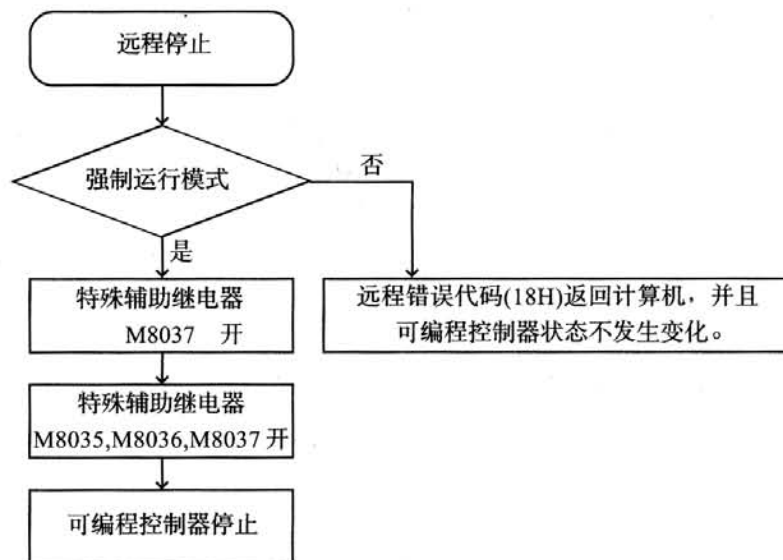 远程停止
强制运行模式
否
是
特殊辅助继电器
M8037 开
远程错误代码(18H)返回计算机，并且
可编程控制器状态不发生变化。
特殊辅助继电器
M8035,M8036,M8037 开
可编程控制器停止